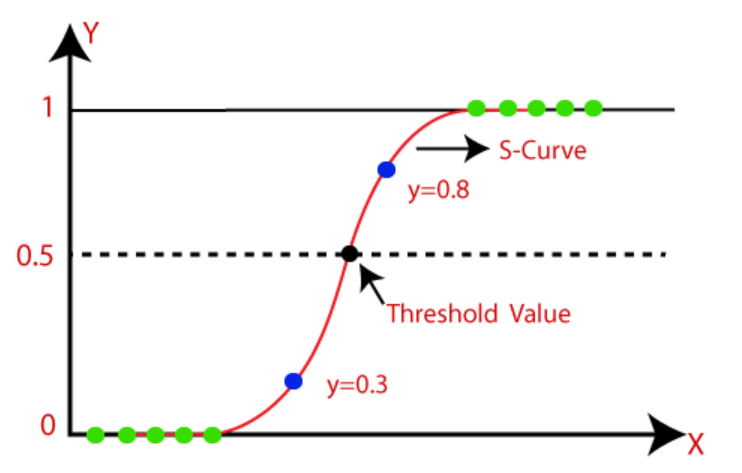 Y
1
S-Curve
y=0.8
0.5
Threshold Value
y=0.3
0
X